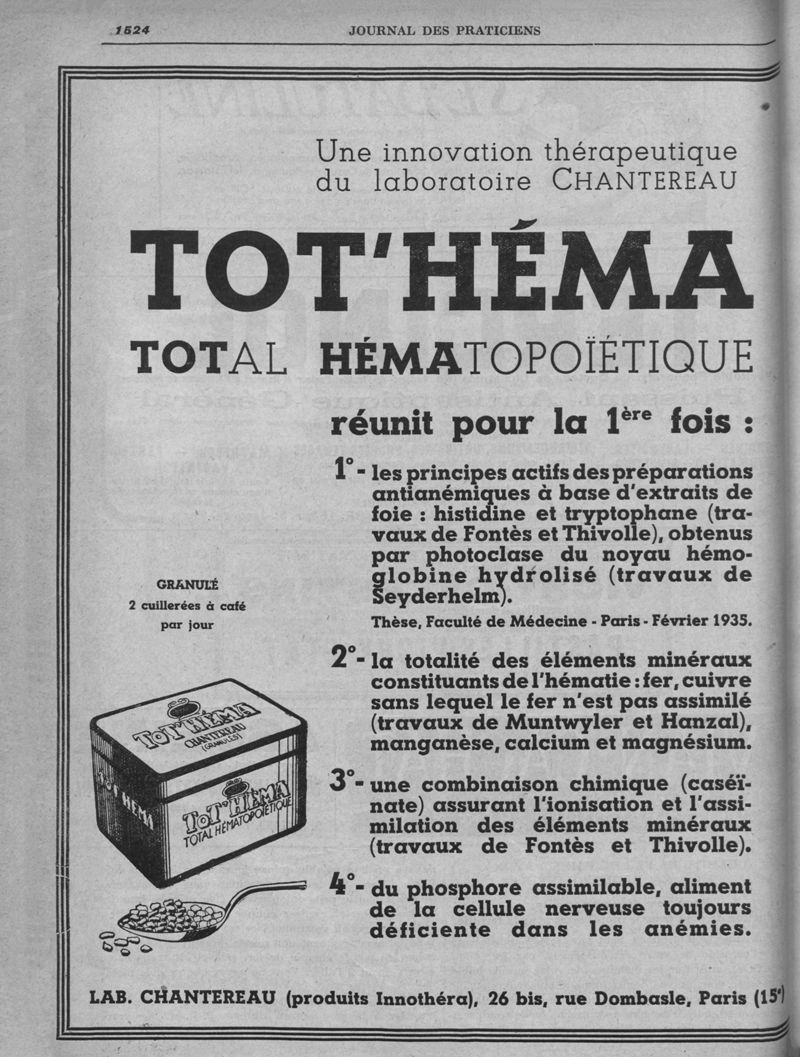 1524
JOURNAL DES PRATICIENS
Une innovation thérapeutique
du laboratoire CHANTEREAU
TOT'HÉMA
TOTAL HÉMATOPOÏÉTIQUE
réunit pour la 1ère fois :
1° - les principes actifs des préparations
antianémiques à base d'extraits de
foie : histidine et tryptophane (tra-
vaux de Fontès et Thivolle), obtenus
par photoclase du noyau hémo-
globine hydrolisé (travaux de
Seyderhelm).
Thèse, Faculté de Médecine - Paris - Février 1935.
2° - la totalité des éléments minéraux
constituants de l'hématie : fer, cuivre
sans lequel le fer n'est pas assimilé
(travaux de Muntwyler et Hanzal),
manganèse, calcium et magnésium.
3° - une combinaison chimique (caséï-
nate) assurant l'ionisation et l'assi-
milation des éléments minéraux
(travaux de Fontès et Thivolle).
4° - du phosphore assimilable, aliment
de la cellule nerveuse toujours
déficiente dans les anémies.
GRANULÉ
2 cuillerées à café
par jour
TOT'HÉMA
CHANTEREAU
(GRANULÉS)
TOT'HÉMA
TOT'HÉMA
TOTAL HÉMATOPOÏÉTIQUE
LAB. CHANTEREAU (produits Innothéra), 26 bis, rue Dombasle, Paris (15e)